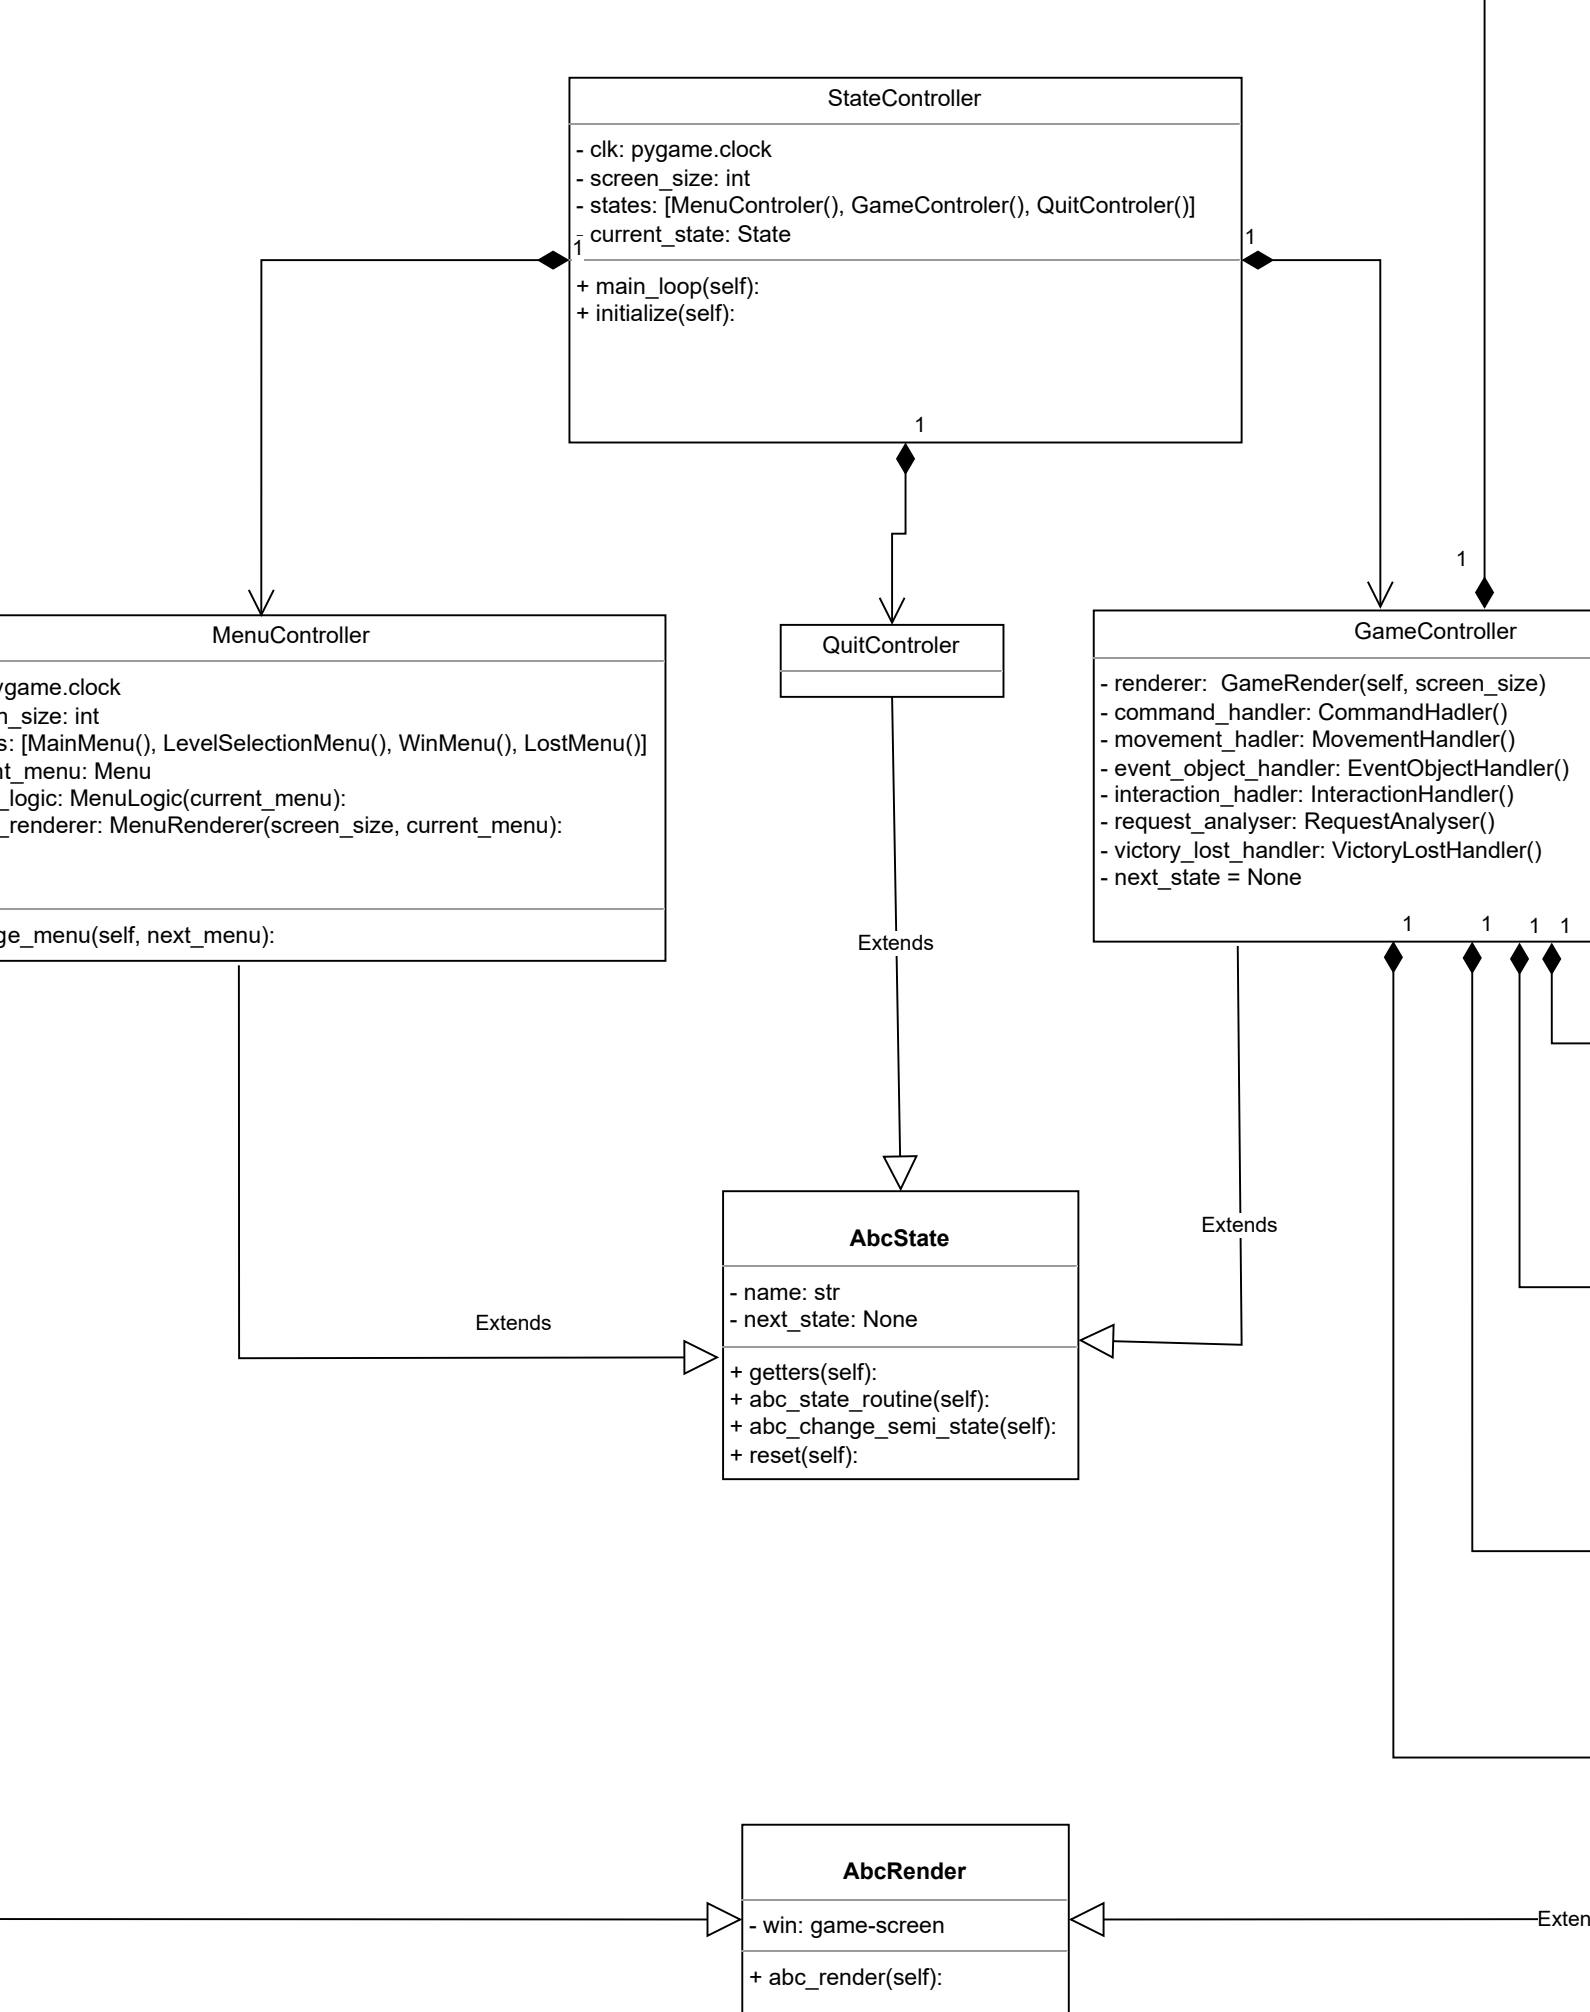 StateController
- clk: pygame.clock
- screen_size: int
- states: [MenuControler(), GameControler(), QuitControler()]
- current_state: State
1
1
+ main_loop(self):
+ initialize(self):
1
1
MenuController
ygame.clock
n_size: int
s: [MainMenu(), LevelSelectionMenu(), WinMenu(), LostMenu()]
nt_menu: Menu
_logic: MenuLogic(current_menu):
_renderer: MenuRenderer(screen_size, current_menu):
ge_menu(self, next_menu):
QuitControler
GameController
- renderer:  GameRender(self, screen_size)
- command_handler: CommandHadler()
- movement_hadler: MovementHandler()
- event_object_handler: EventObjectHandler()
- interaction_hadler: InteractionHandler()
- request_analyser: RequestAnalyser()
- victory_lost_handler: VictoryLostHandler()
- next_state = None
1
1
1
1
Extends
Extends
Extends
AbcState
- name: str
- next_state: None
+ getters(self):
+ abc_state_routine(self):
+ abc_change_semi_state(self):
+ reset(self):
AbcRender
- win: game-screen
+ abc_render(self):
Exten